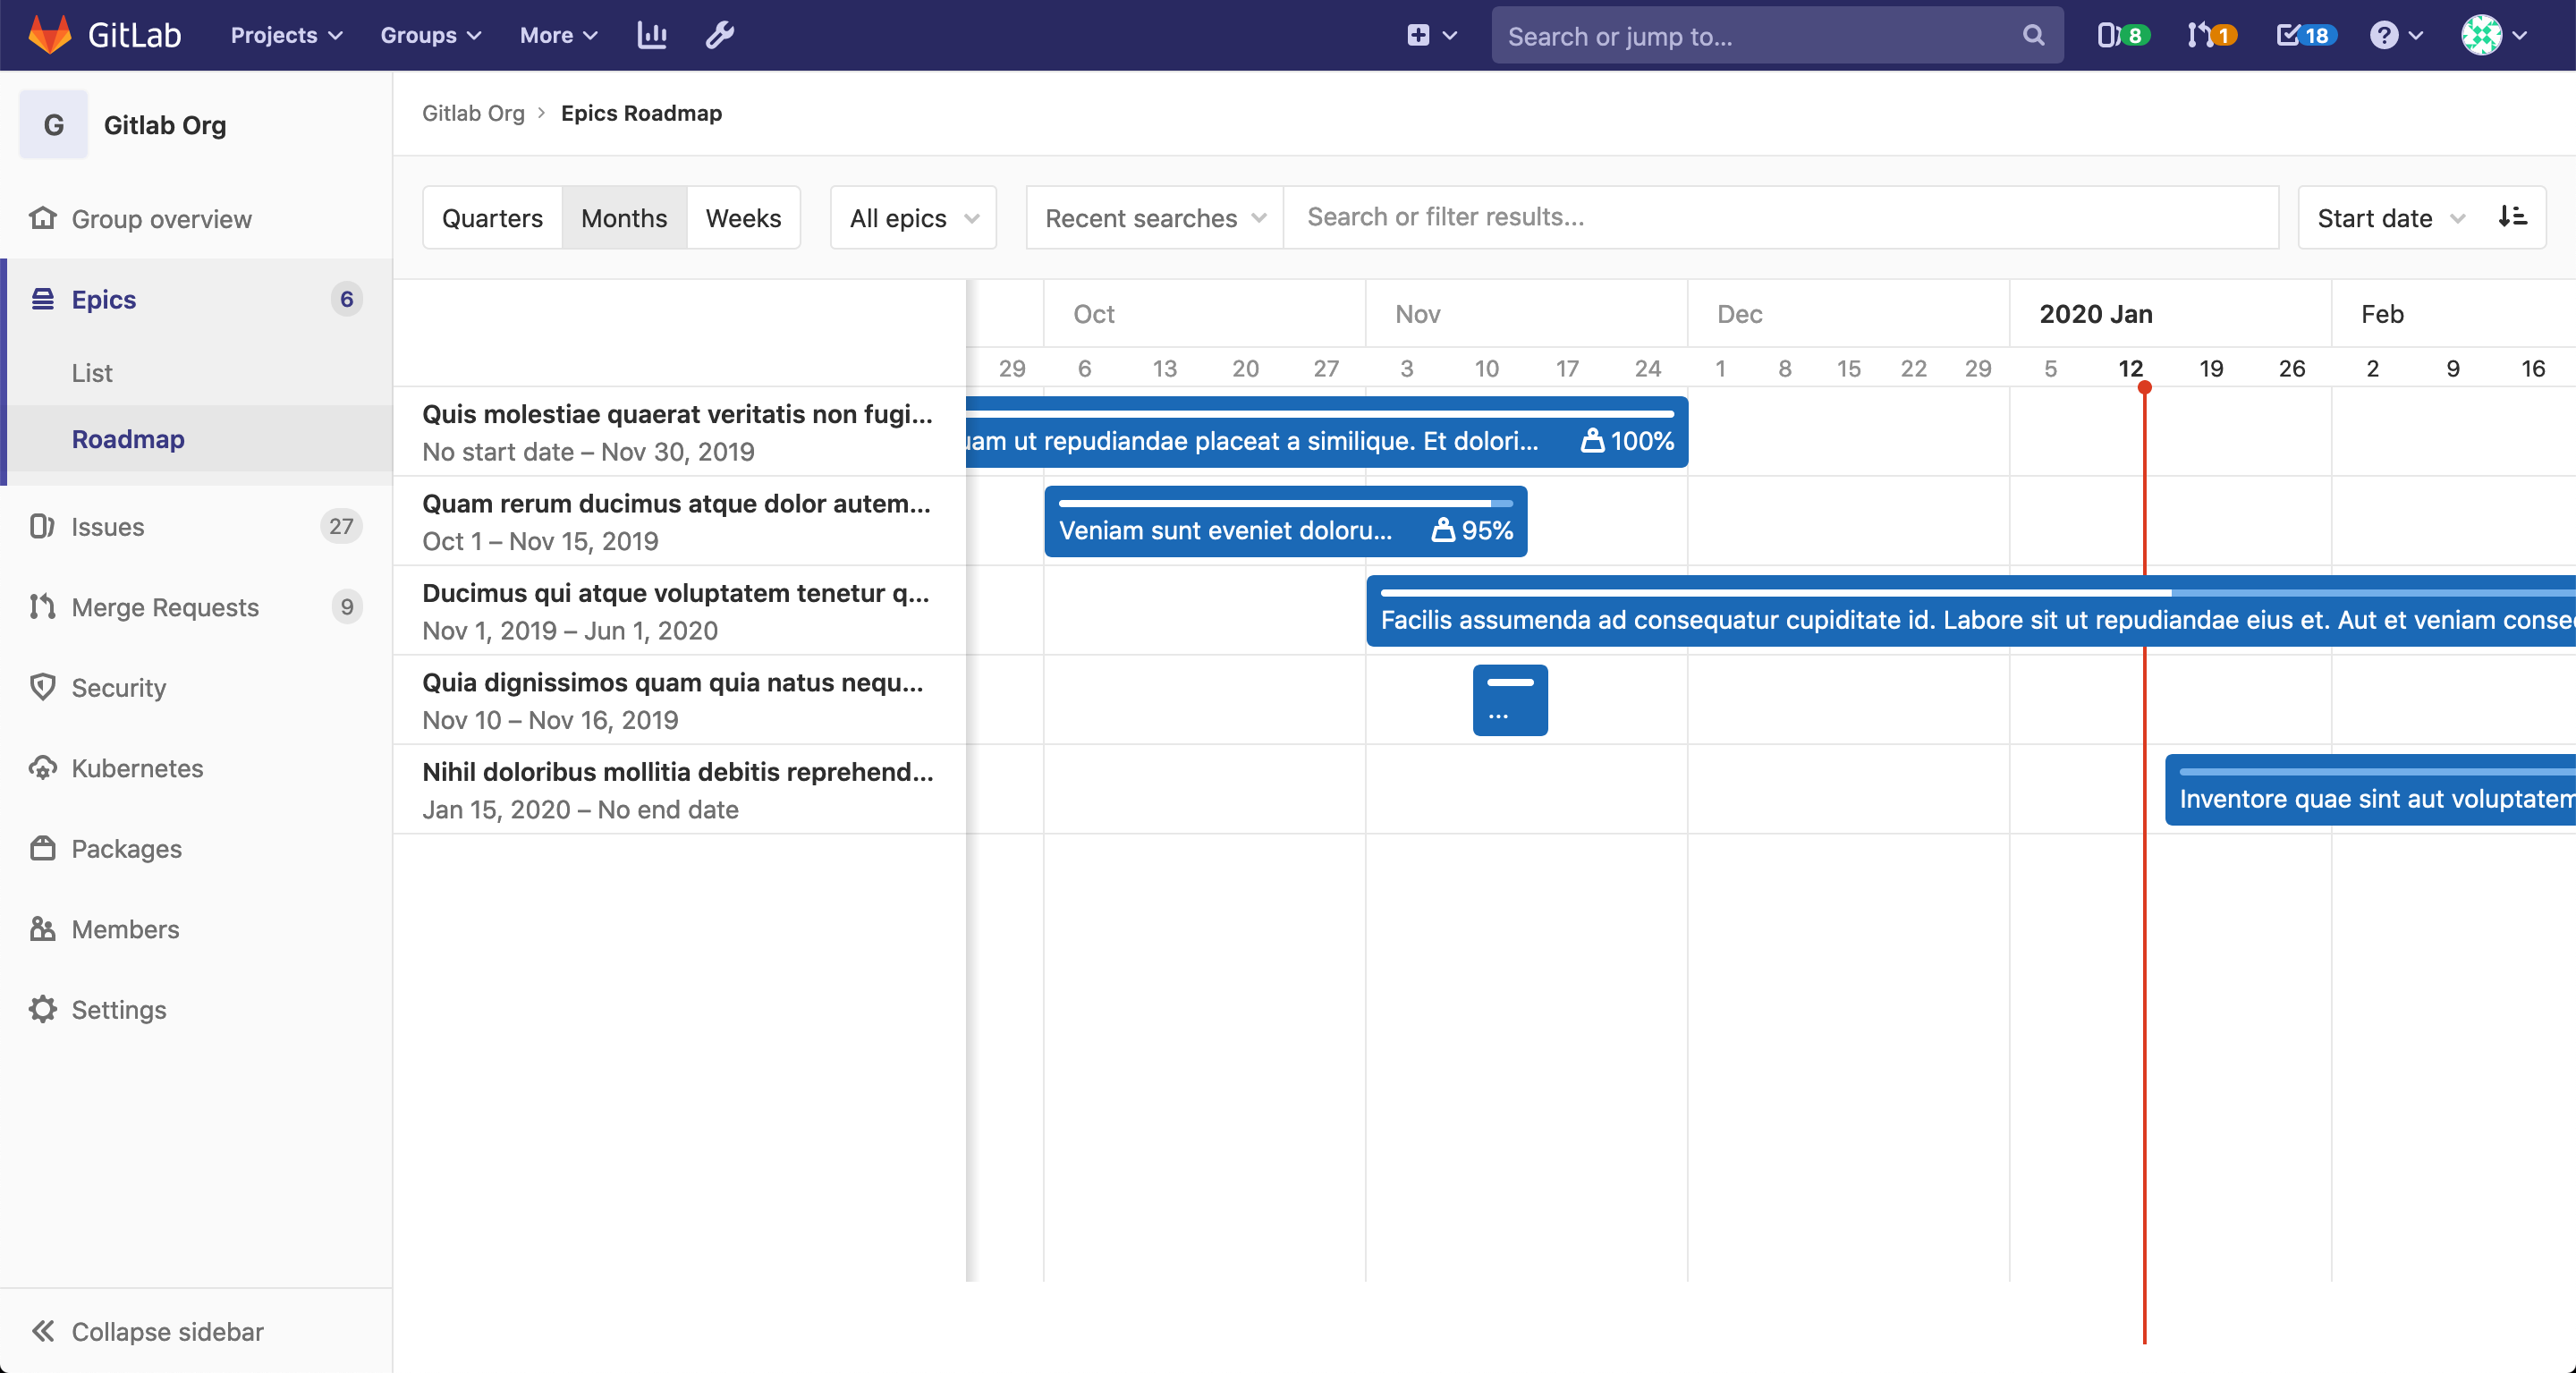 GitLab Projects Groups More Search or jump to... 8 1 18
G Gitlab Org
Gitlab Org › Epics Roadmap
Group overview
Epics 6
List
Roadmap
Issues 27
Merge Requests 9
Security
Kubernetes
Packages
Members
Settings
Collapse sidebar
Quarters Months Weeks All epics Recent searches Search or filter results... Start date
Oct Nov Dec 2020 Jan Feb
29 6 13 20 27 3 10 17 24 1 8 15 22 29 5 12 19 26 2 9 16
Quis molestiae quaerat veritatis non fugi...
No start date – Nov 30, 2019
uam ut repudiandae placeat a similique. Et dolori... 100%
Quam rerum ducimus atque dolor autem...
Oct 1 – Nov 15, 2019
Veniam sunt eveniet doloru... 95%
Ducimus qui atque voluptatem tenetur q...
Nov 1, 2019 – Jun 1, 2020
Facilis assumenda ad consequatur cupiditate id. Labore sit ut repudiandae eius et. Aut et veniam conse
Quia dignissimos quam quia natus nequ...
Nov 10 – Nov 16, 2019
...
Nihil doloribus mollitia debitis reprehend...
Jan 15, 2020 – No end date
Inventore quae sint aut voluptatem